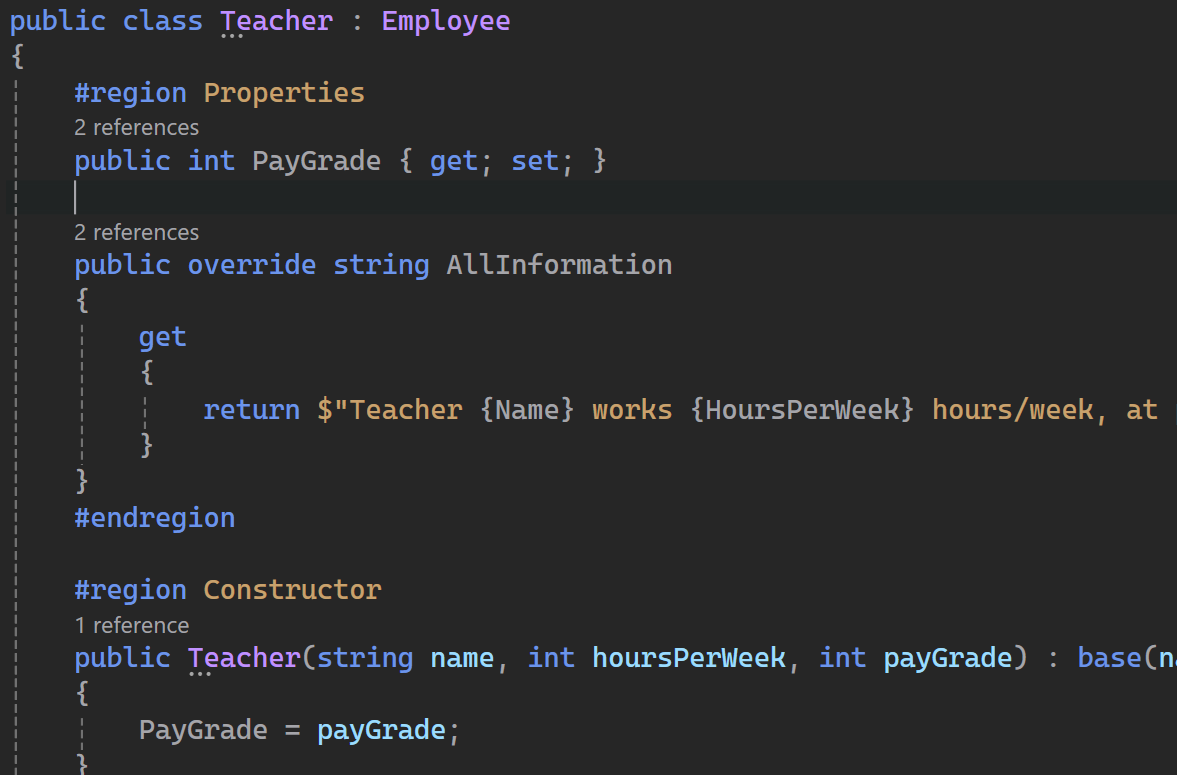 public class Teacher : Employee
{
#region Properties
2 references
public int PayGrade { get; set; }
2 references
public override string AllInformation
{
get
{
return $"Teacher {Name} works {HoursPerWeek} hours/week, at
}
}
#endregion
#region Constructor
1 reference
public Teacher(string name, int hoursPerWeek, int payGrade) : base(
{
PayGrade = payGrade;
}